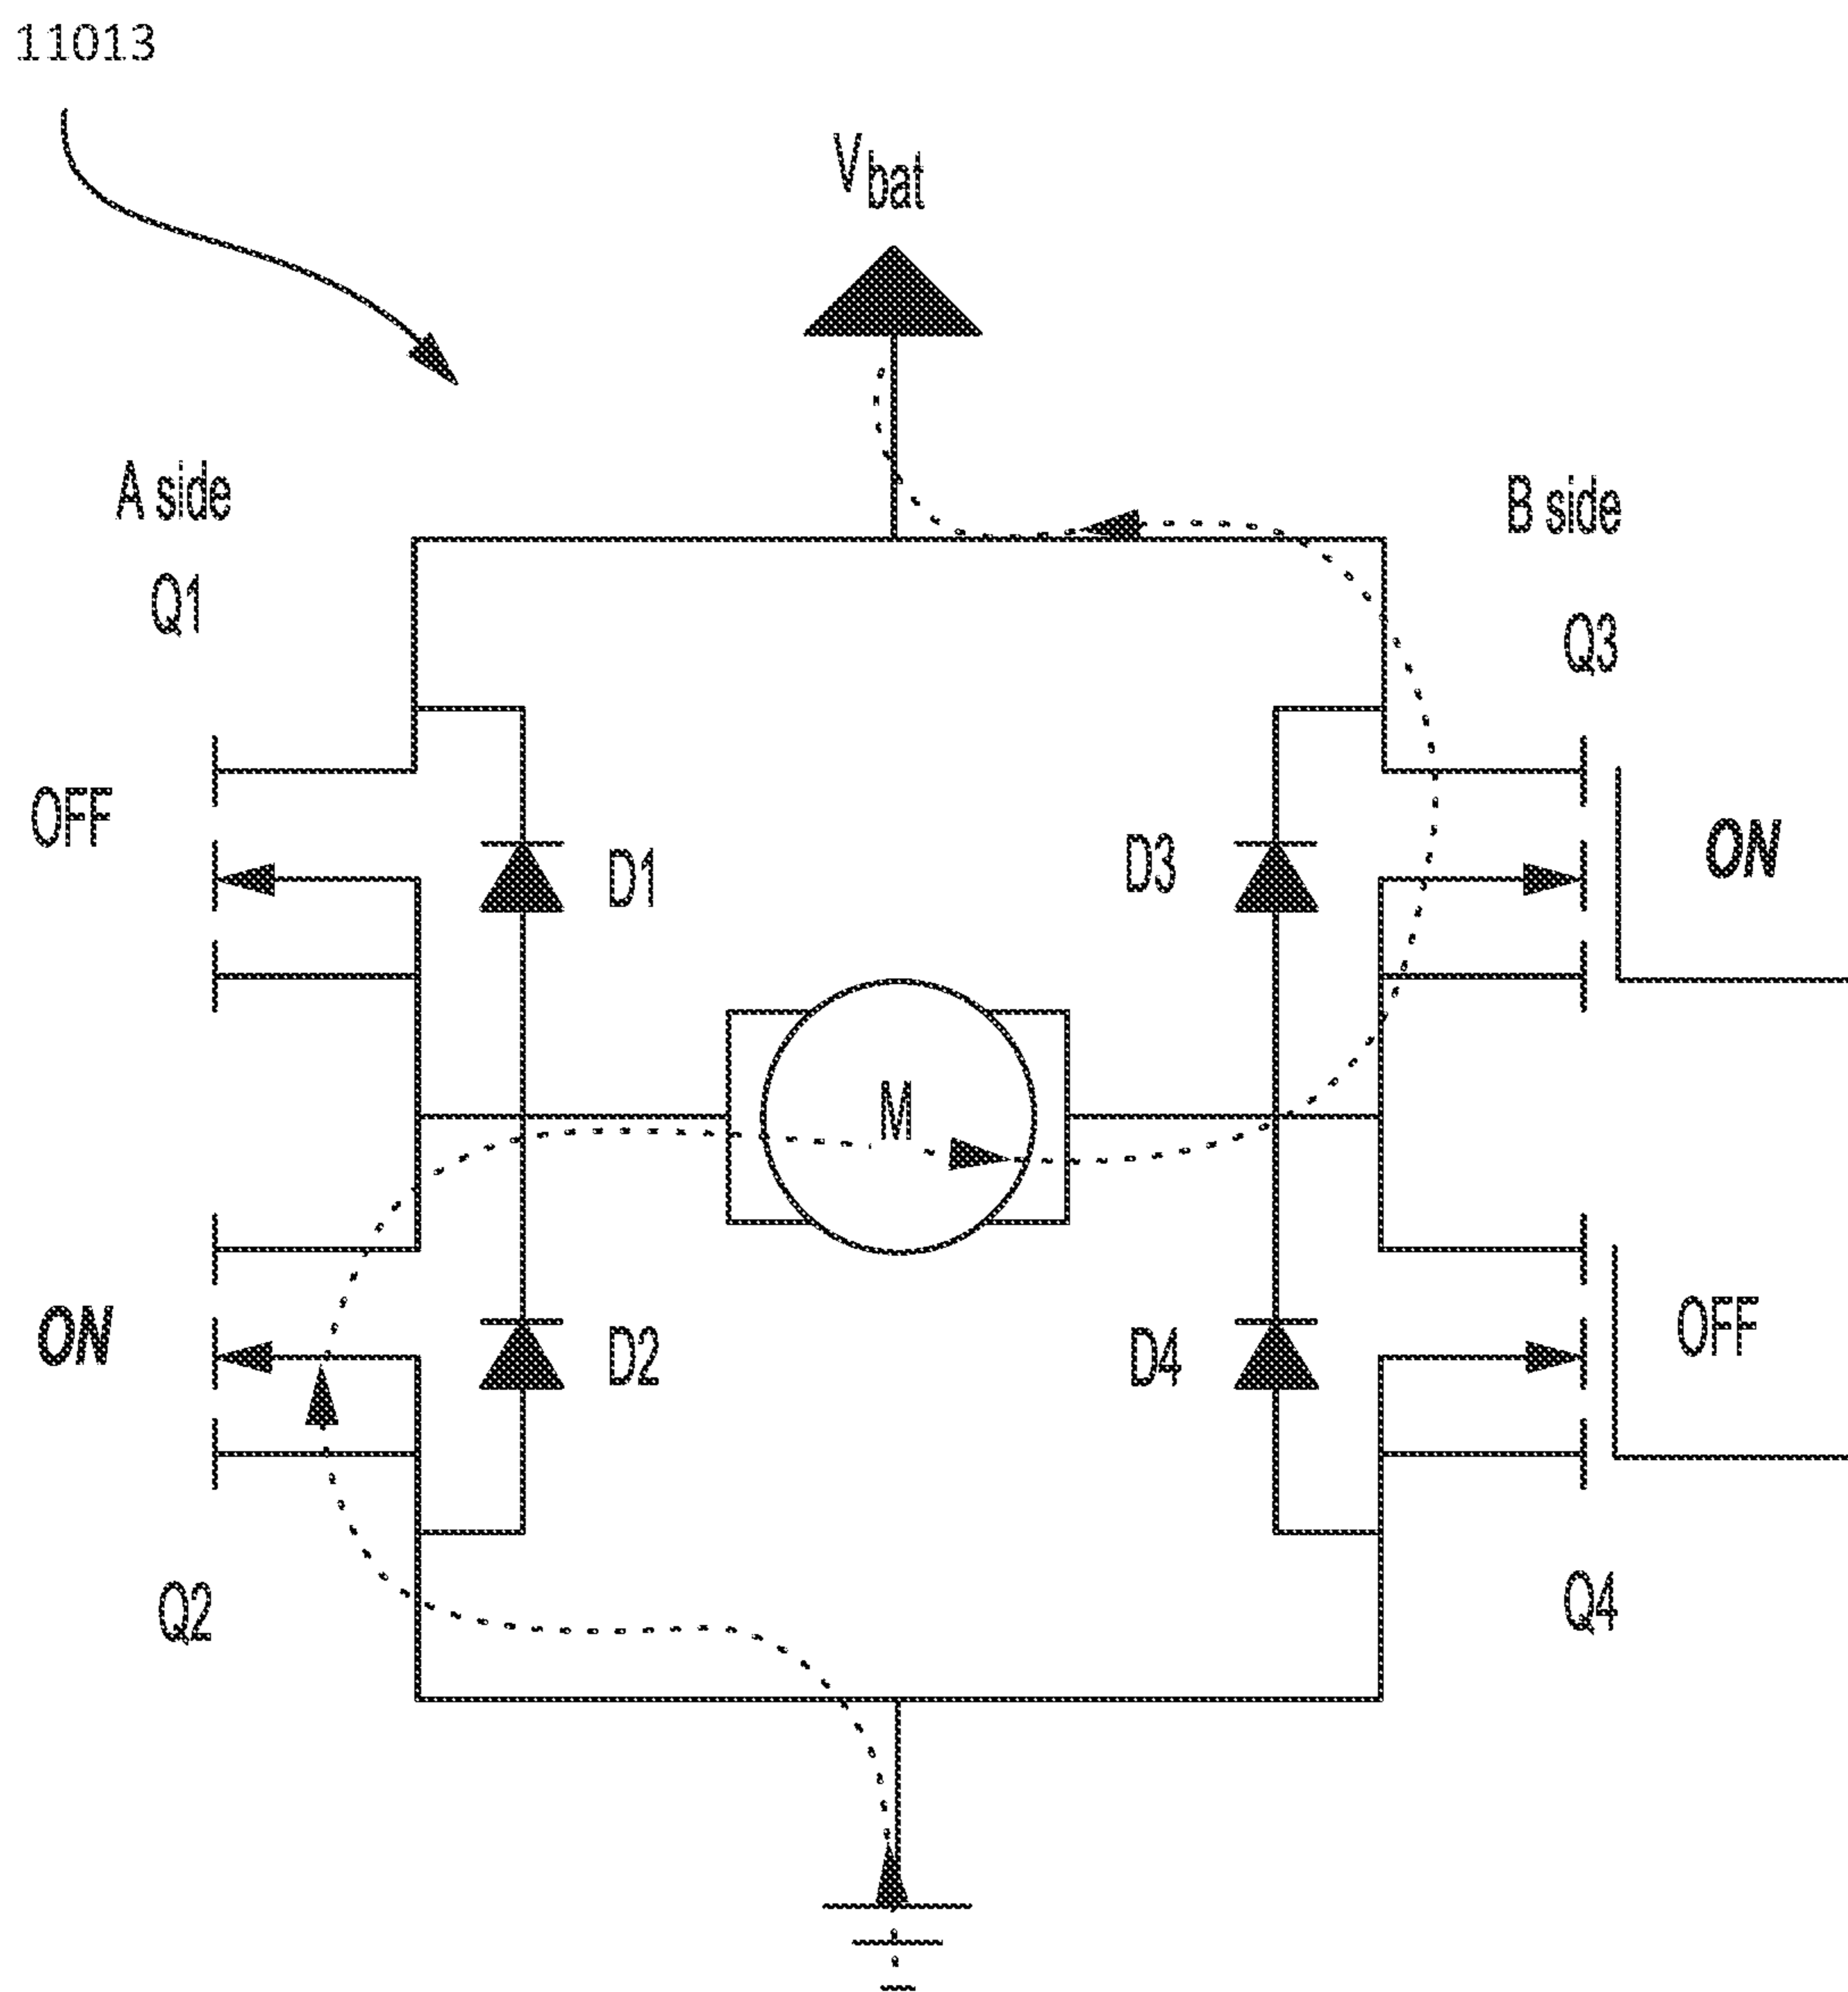 11013
Vbat
A side
B side
Q1
Q3
OFF
D1
D3
ON
M
ON
D2
D4
OFF
Q2
Q4